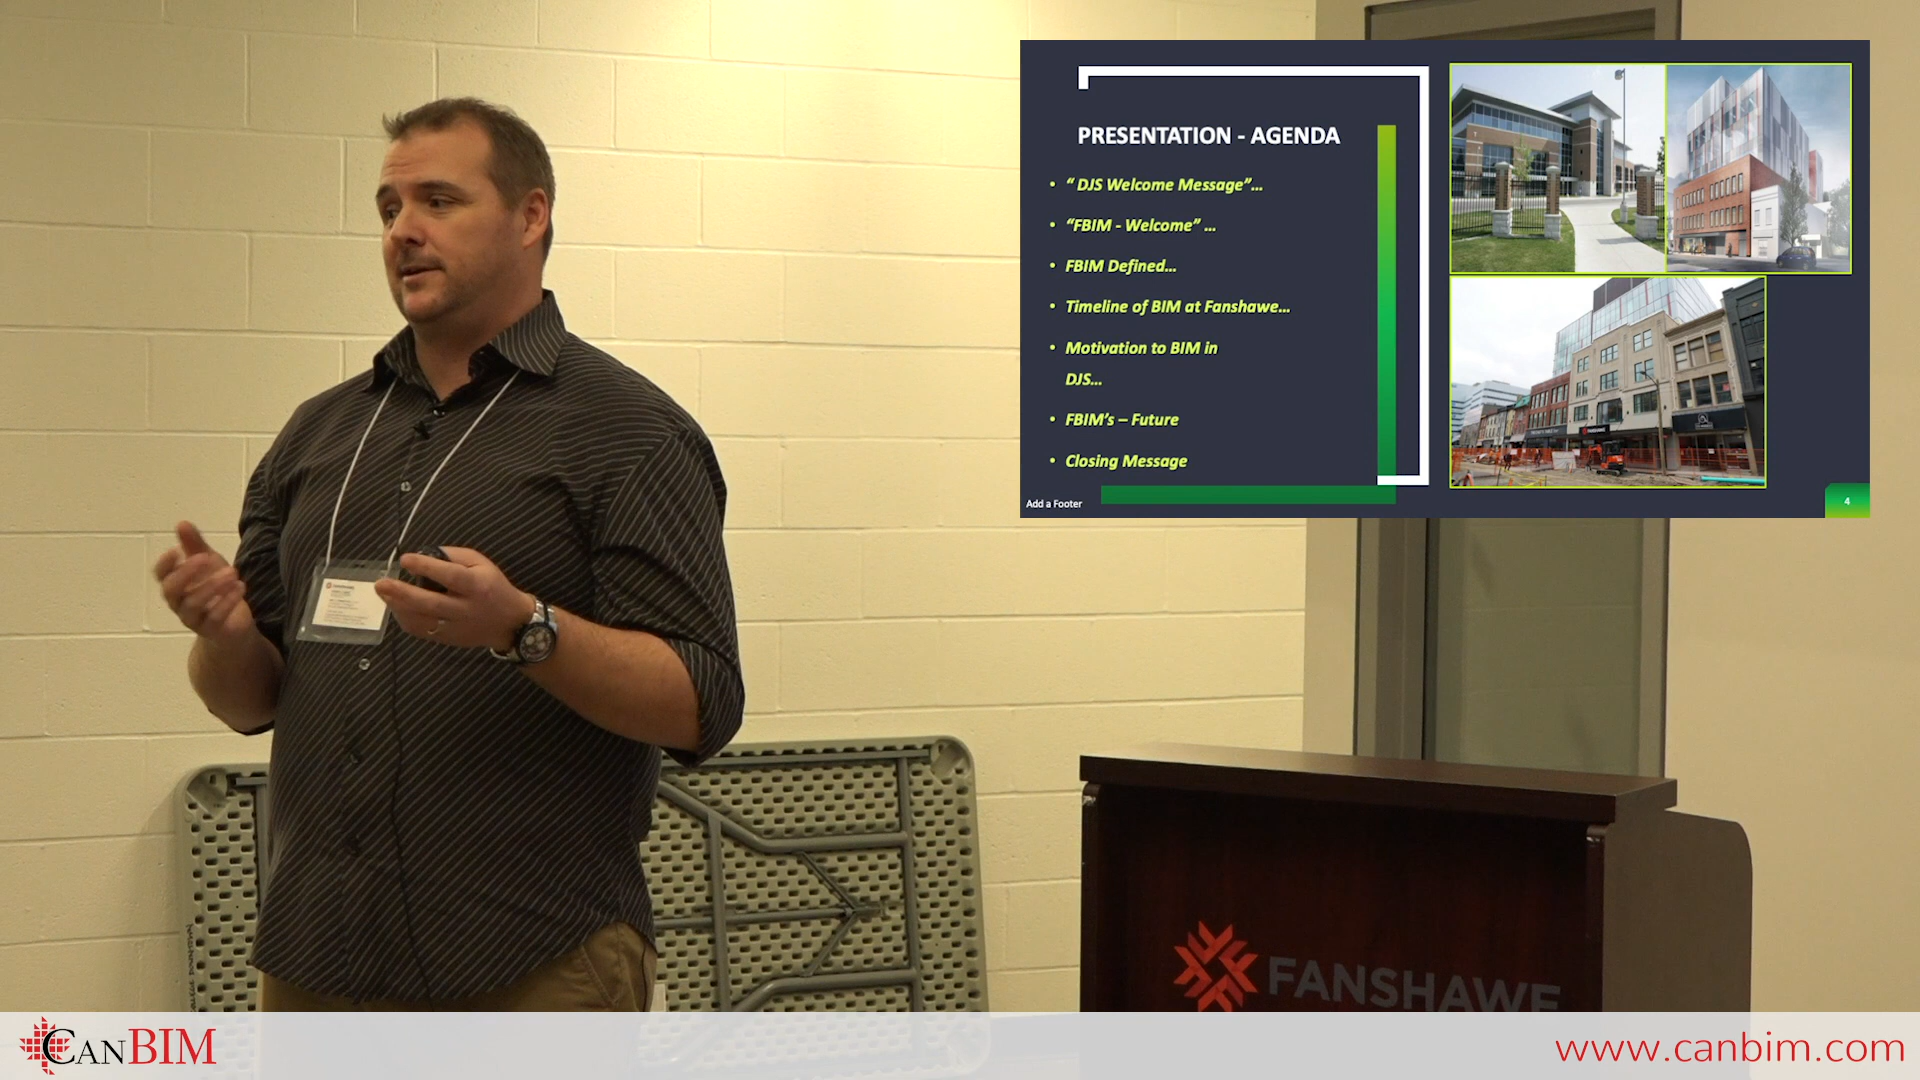 PRESENTATION - AGENDA
• “ DJS Welcome Message”...
• “FBIM - Welcome” ...
• FBIM Defined...
• Timeline of BIM at Fanshawe...
• Motivation to BIM in
DJS...
• FBIM’s – Future
• Closing Message
Add a Footer
4
FANSHAWE
FANSHAWE
CANBIM
www.canbim.com